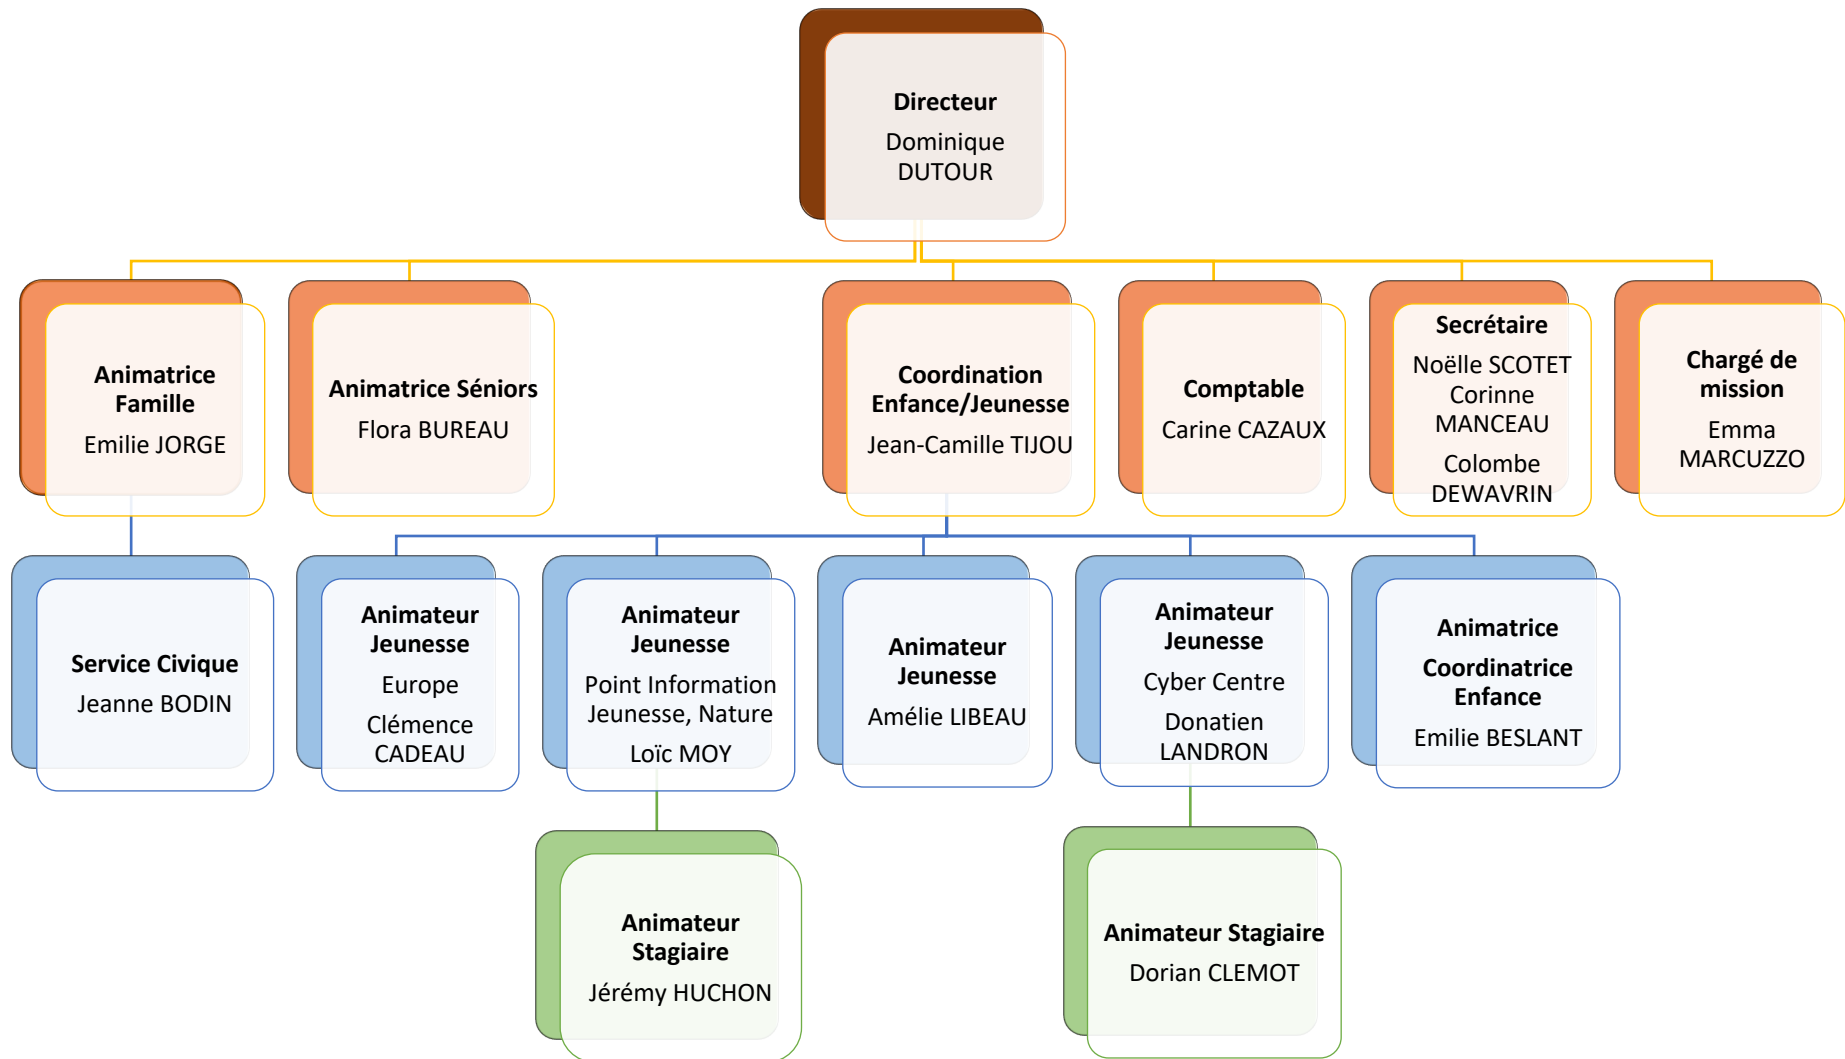 Directeur
Dominique
DUTOUR
Animatrice
Famille
Emilie JORGE
Animatrice Séniors
Flora BUREAU
Coordination
Enfance/Jeunesse
Jean-Camille TIJOU
Comptable
Carine CAZAUX
Secrétaire
Noëlle SCOTET
Corinne
MANCEAU
Colombe
DEWAVRIN
Chargé de
mission
Emma
MARCUZZO
Service Civique
Jeanne BODIN
Animateur
Jeunesse
Europe
Clémence
CADEAU
Animateur
Jeunesse
Point Information
Jeunesse, Nature
Loïc MOY
Animateur
Jeunesse
Amélie LIBEAU
Animateur
Jeunesse
Cyber Centre
Donatien
LANDRON
Animatrice
Coordinatrice
Enfance
Emilie BESLANT
Animateur
Stagiaire
Jérémy HUCHON
Animateur Stagiaire
Dorian CLEMOT